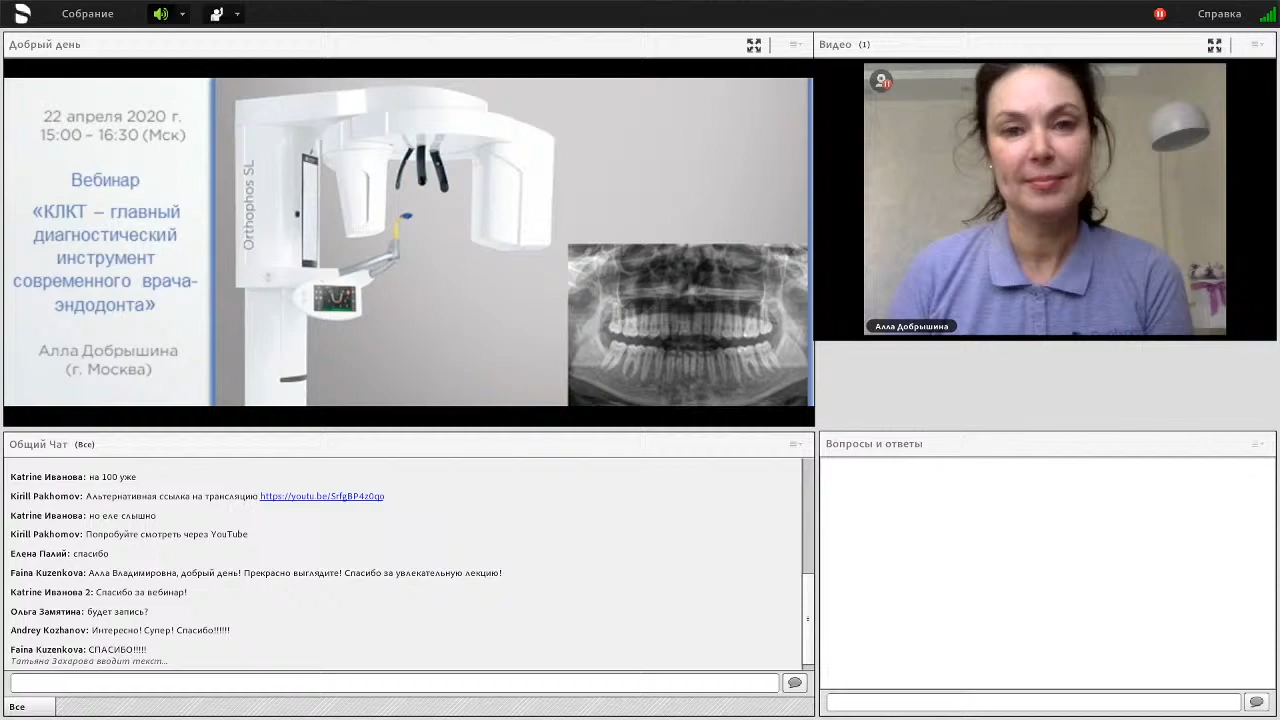 Собрание
Справка
Добрый день
Видео (1)
22 апреля 2020 г.
15:00 – 16:30 (Мск)
Вебинар
«КЛКТ – главный
диагностический
инструмент
современного врача-
эндодонта»
Алла Добрышина
(г. Москва)
Orthophos SL
Алла Добрышина
Общий Чат (Все)
Katrine Иванова: на 100 уже
Kirill Pakhomov: Альтернативная ссылка на трансляцию https://youtu.be/SrfgBP4z0qo
Katrine Иванова: но еле слышно
Kirill Pakhomov: Попробуйте смотреть через YouTube
Елена Палий: спасибо
Faina Kuzenkova: Алла Владимировна, добрый день! Прекрасно выглядите! Спасибо за увлекательную лекцию!
Katrine Иванова 2: Спасибо за вебинар!
Ольга Замятина: будет запись?
Andrey Kozhanov: Интересно! Супер! Спасибо!!!!!!
Faina Kuzenkova: СПАСИБО!!!!!
Татьяна Захарова вводит текст...
Все
Вопросы и ответы